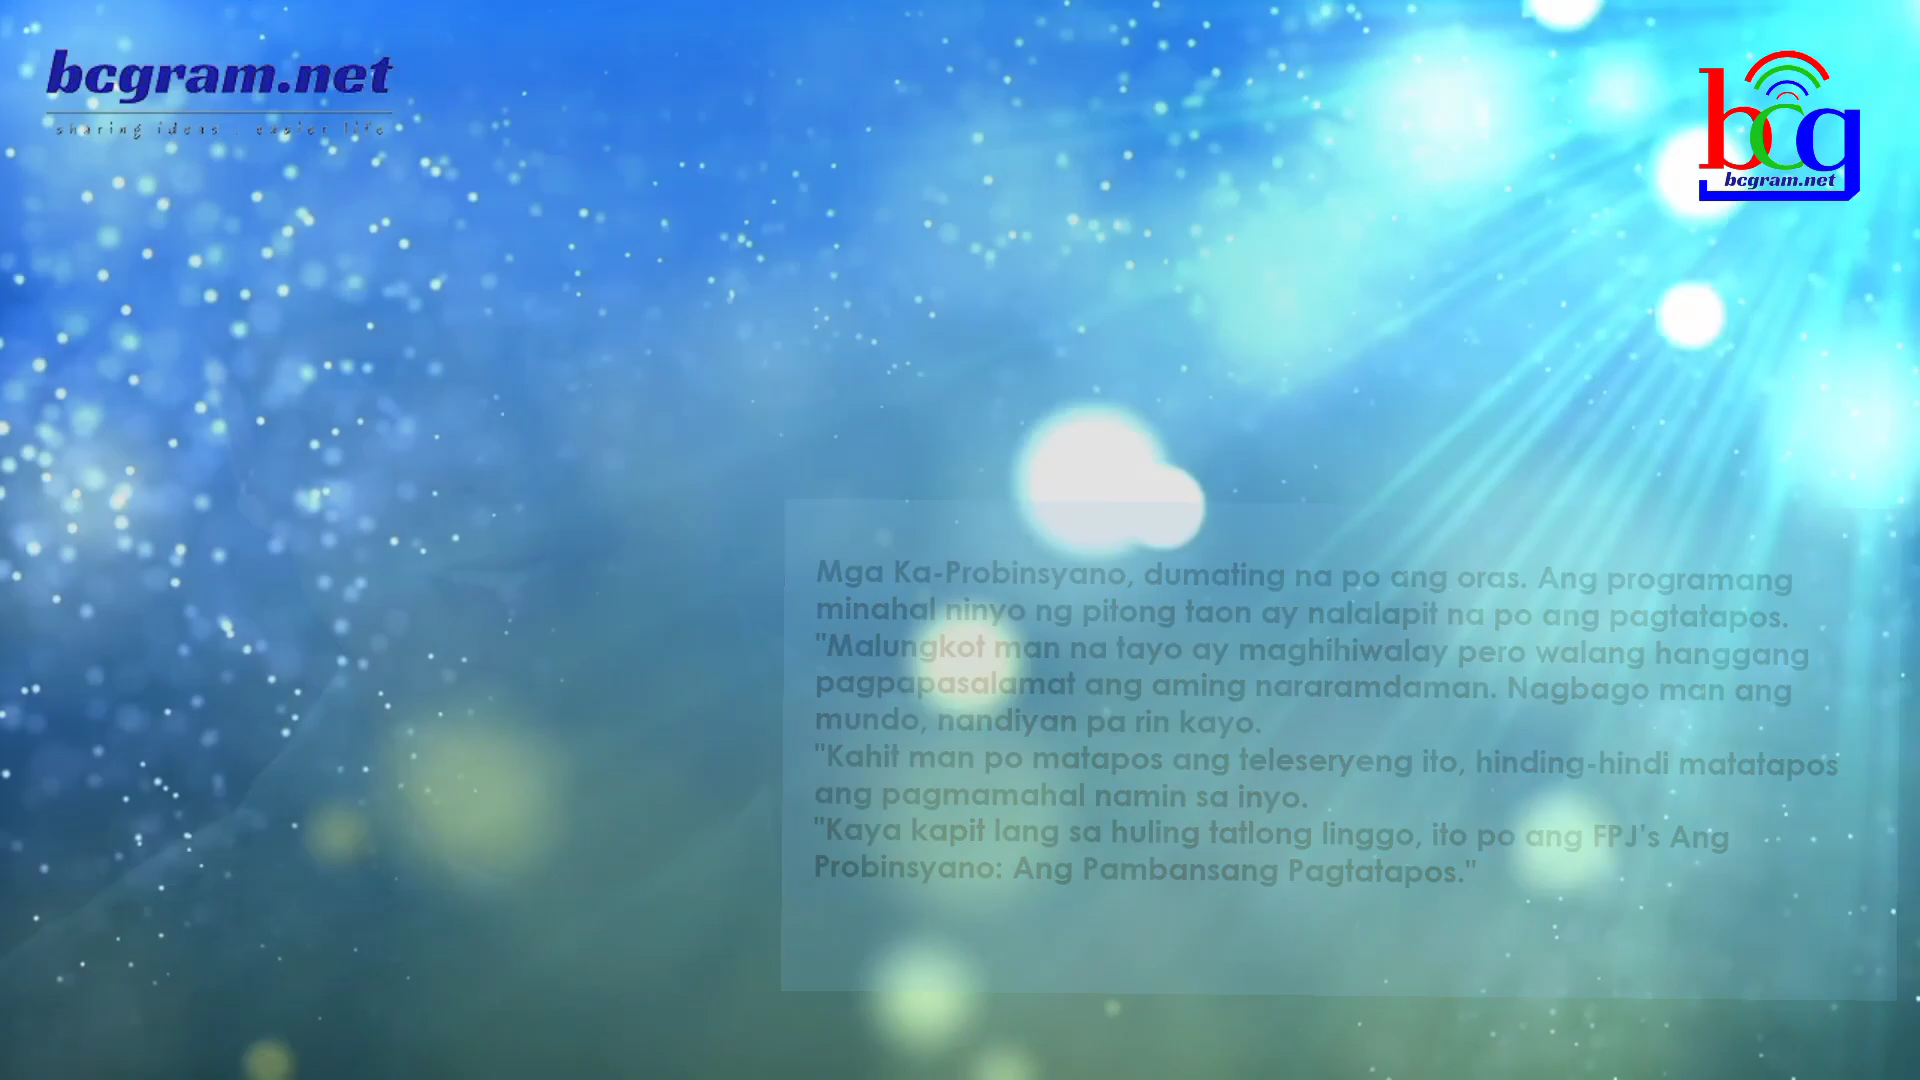 bcgram.net
sharing ideas . easier life
bcg
bcgram.net
Mga Ka-Probinsyano, dumating na po ang oras. Ang programang
minahal ninyo ng pitong taon ay nalalapit na po ang pagtatapos.
"Malungkot man na tayo ay maghihiwalay pero walang hanggang
pagpapasalamat ang aming nararamdaman. Nagbago man ang
mundo, nandiyan pa rin kayo.
"Kahit man po matapos ang teleseryeng ito, hinding-hindi matatapos
ang pagmamahal namin sa inyo.
"Kaya kapit lang sa huling tatlong linggo, ito po ang FPJ's Ang
Probinsyano: Ang Pambansang Pagtatapos."